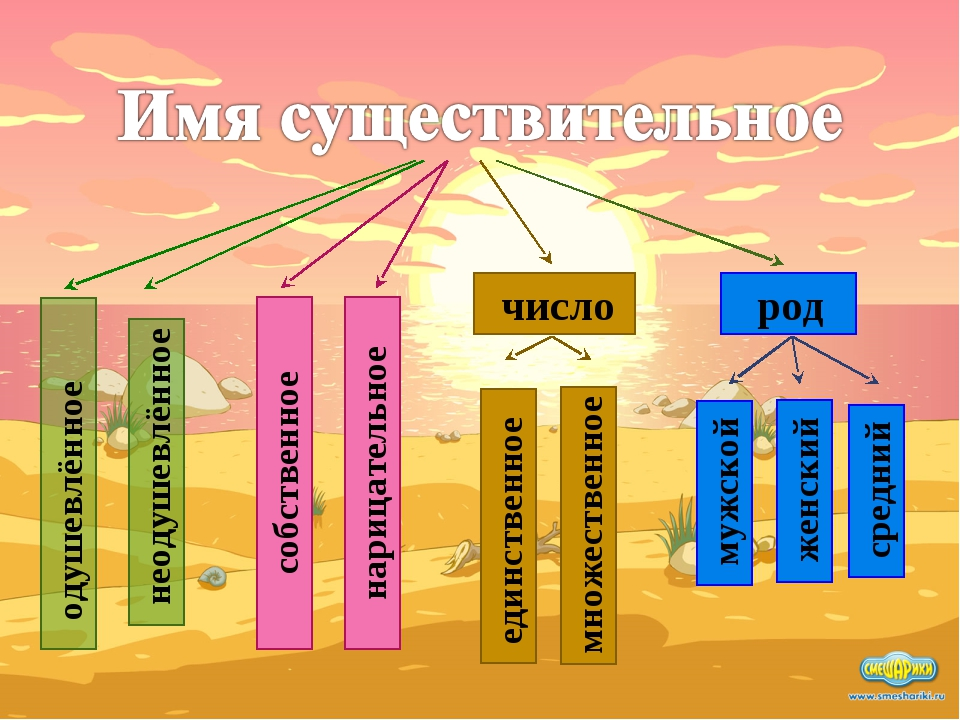 Имя существительное
число
род
одушевлённое
неодушевлённое
собственное
нарицательное
единственное
множественное
мужской
женский
средний
СМЕШАРИКИ
www.smeshariki.ru